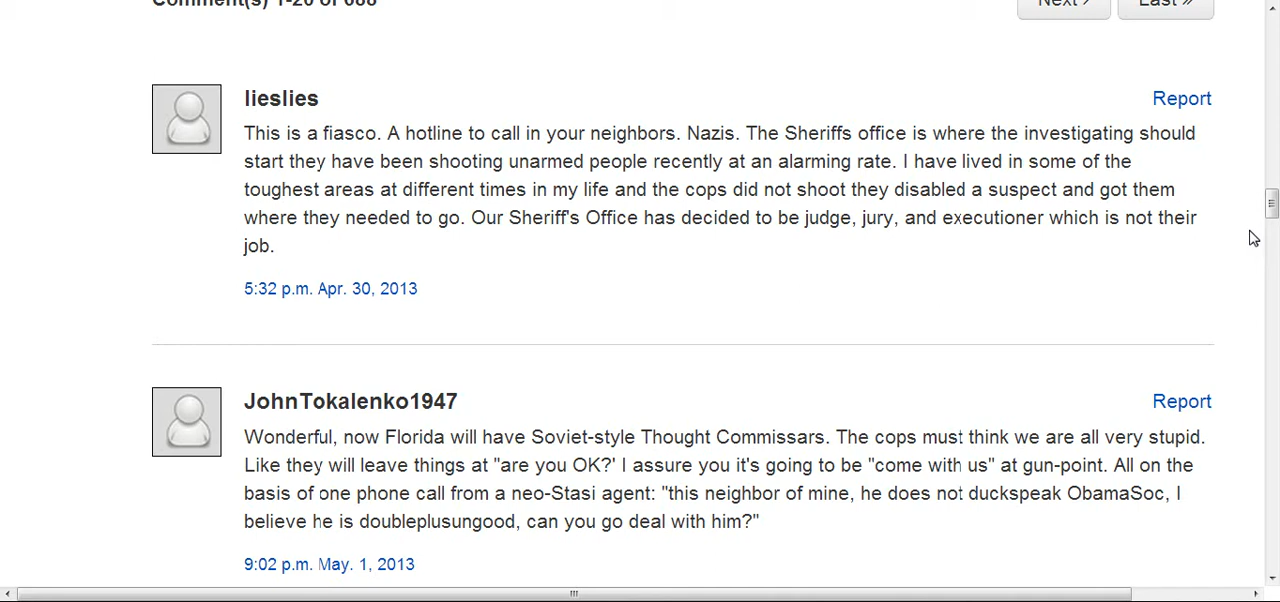 Comment(s) 1-20 of 688
Next > Last »
lieslies Report
This is a fiasco. A hotline to call in your neighbors. Nazis. The Sheriffs office is where the investigating should
start they have been shooting unarmed people recently at an alarming rate. I have lived in some of the
toughest areas at different times in my life and the cops did not shoot they disabled a suspect and got them
where they needed to go. Our Sheriff's Office has decided to be judge, jury, and executioner which is not their
job.
5:32 p.m. Apr. 30, 2013
JohnTokalenko1947 Report
Wonderful, now Florida will have Soviet-style Thought Commissars. The cops must think we are all very stupid.
Like they will leave things at "are you OK?' I assure you it's going to be "come with us" at gun-point. All on the
basis of one phone call from a neo-Stasi agent: "this neighbor of mine, he does not duckspeak ObamaSoc, I
believe he is doubleplusungood, can you go deal with him?"
9:02 p.m. May. 1, 2013